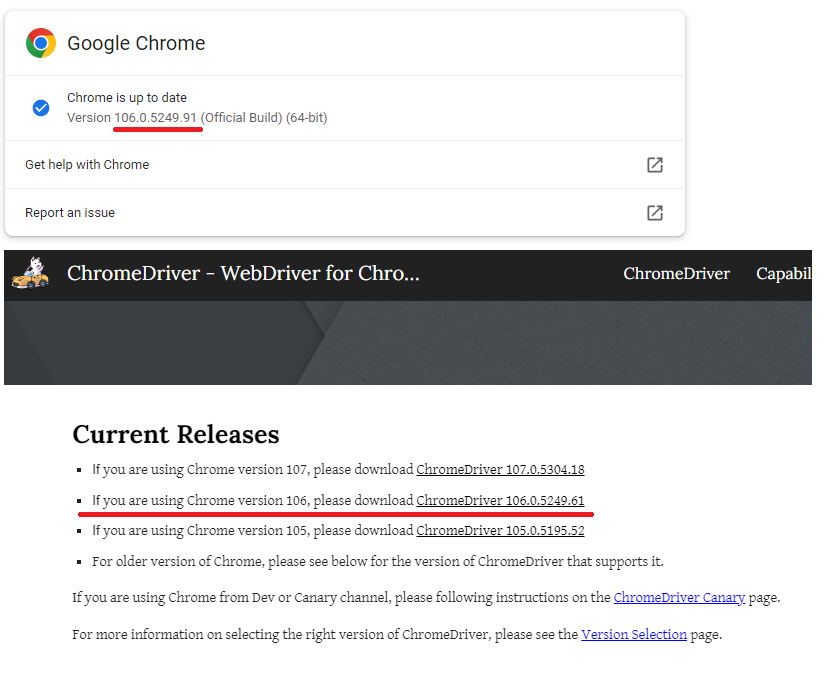 Google Chrome
Chrome is up to date
Version 106.0.5249.91 (Official Build) (64-bit)
Get help with Chrome
Report an issue
ChromeDriver - WebDriver for Chro... ChromeDriver Capabil
Current Releases
If you are using Chrome version 107, please download ChromeDriver 107.0.5304.18
If you are using Chrome version 106, please download ChromeDriver 106.0.5249.61
If you are using Chrome version 105, please download ChromeDriver 105.0.5195.52
For older version of Chrome, please see below for the version of ChromeDriver that supports it.
If you are using Chrome from Dev or Canary channel, please following instructions on the ChromeDriver Canary page.
For more information on selecting the right version of ChromeDriver, please see the Version Selection page.